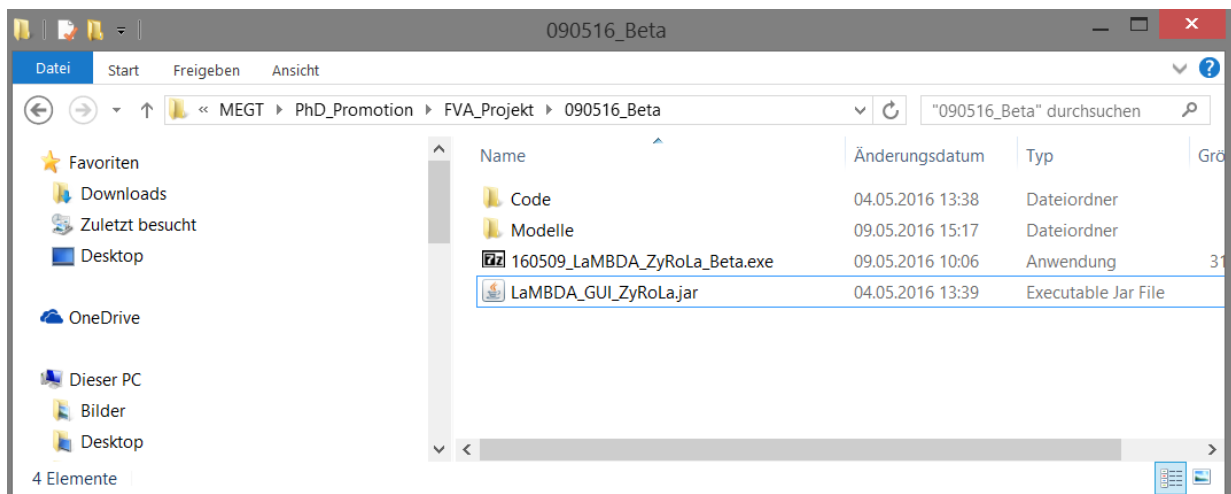 090516_Beta
Datei Start Freigeben Ansicht
« MEGT PhD_Promotion FVA_Projekt 090516_Beta "090516_Beta" durchsuchen
Favoriten
Downloads
Zuletzt besucht
Desktop
OneDrive
Dieser PC
Bilder
Desktop
Name Änderungsdatum Typ Grö
Code 04.05.2016 13:38 Dateiordner
Modelle 09.05.2016 15:17 Dateiordner
160509_LaMBDA_ZyRoLa_Beta.exe 09.05.2016 10:06 Anwendung 31
LaMBDA_GUI_ZyRoLa.jar 04.05.2016 13:39 Executable Jar File
4 Elemente